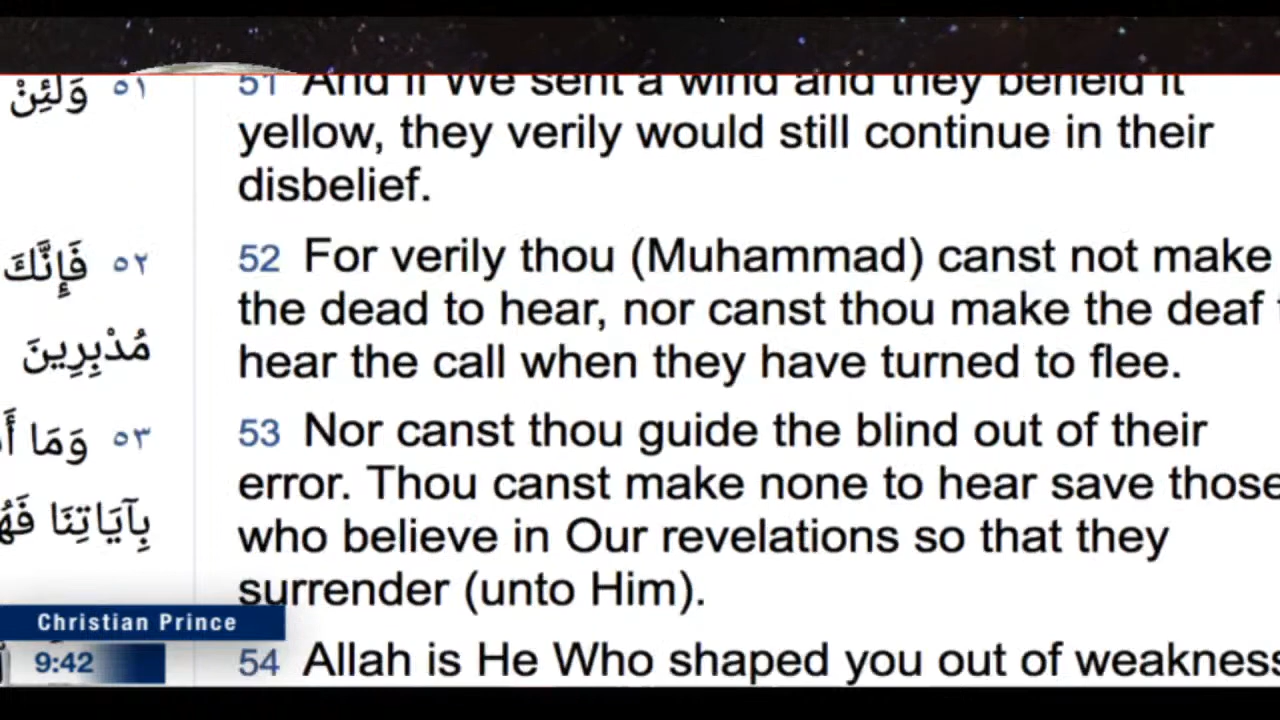 وَلَئِنْ ٥١ 51 And if We sent a wind and they beheld it
yellow, they verily would still continue in their
disbelief.
فَإِنَّكَ ٥٢ 52 For verily thou (Muhammad) canst not make
the dead to hear, nor canst thou make the deaf
مُدْبِرِينَ hear the call when they have turned to flee.
وَمَا ٥٣ 53 Nor canst thou guide the blind out of their
error. Thou canst make none to hear save those
بِآيَاتِنَا who believe in Our revelations so that they
surrender (unto Him).
Christian Prince
9:42
54 Allah is He Who shaped you out of weakness